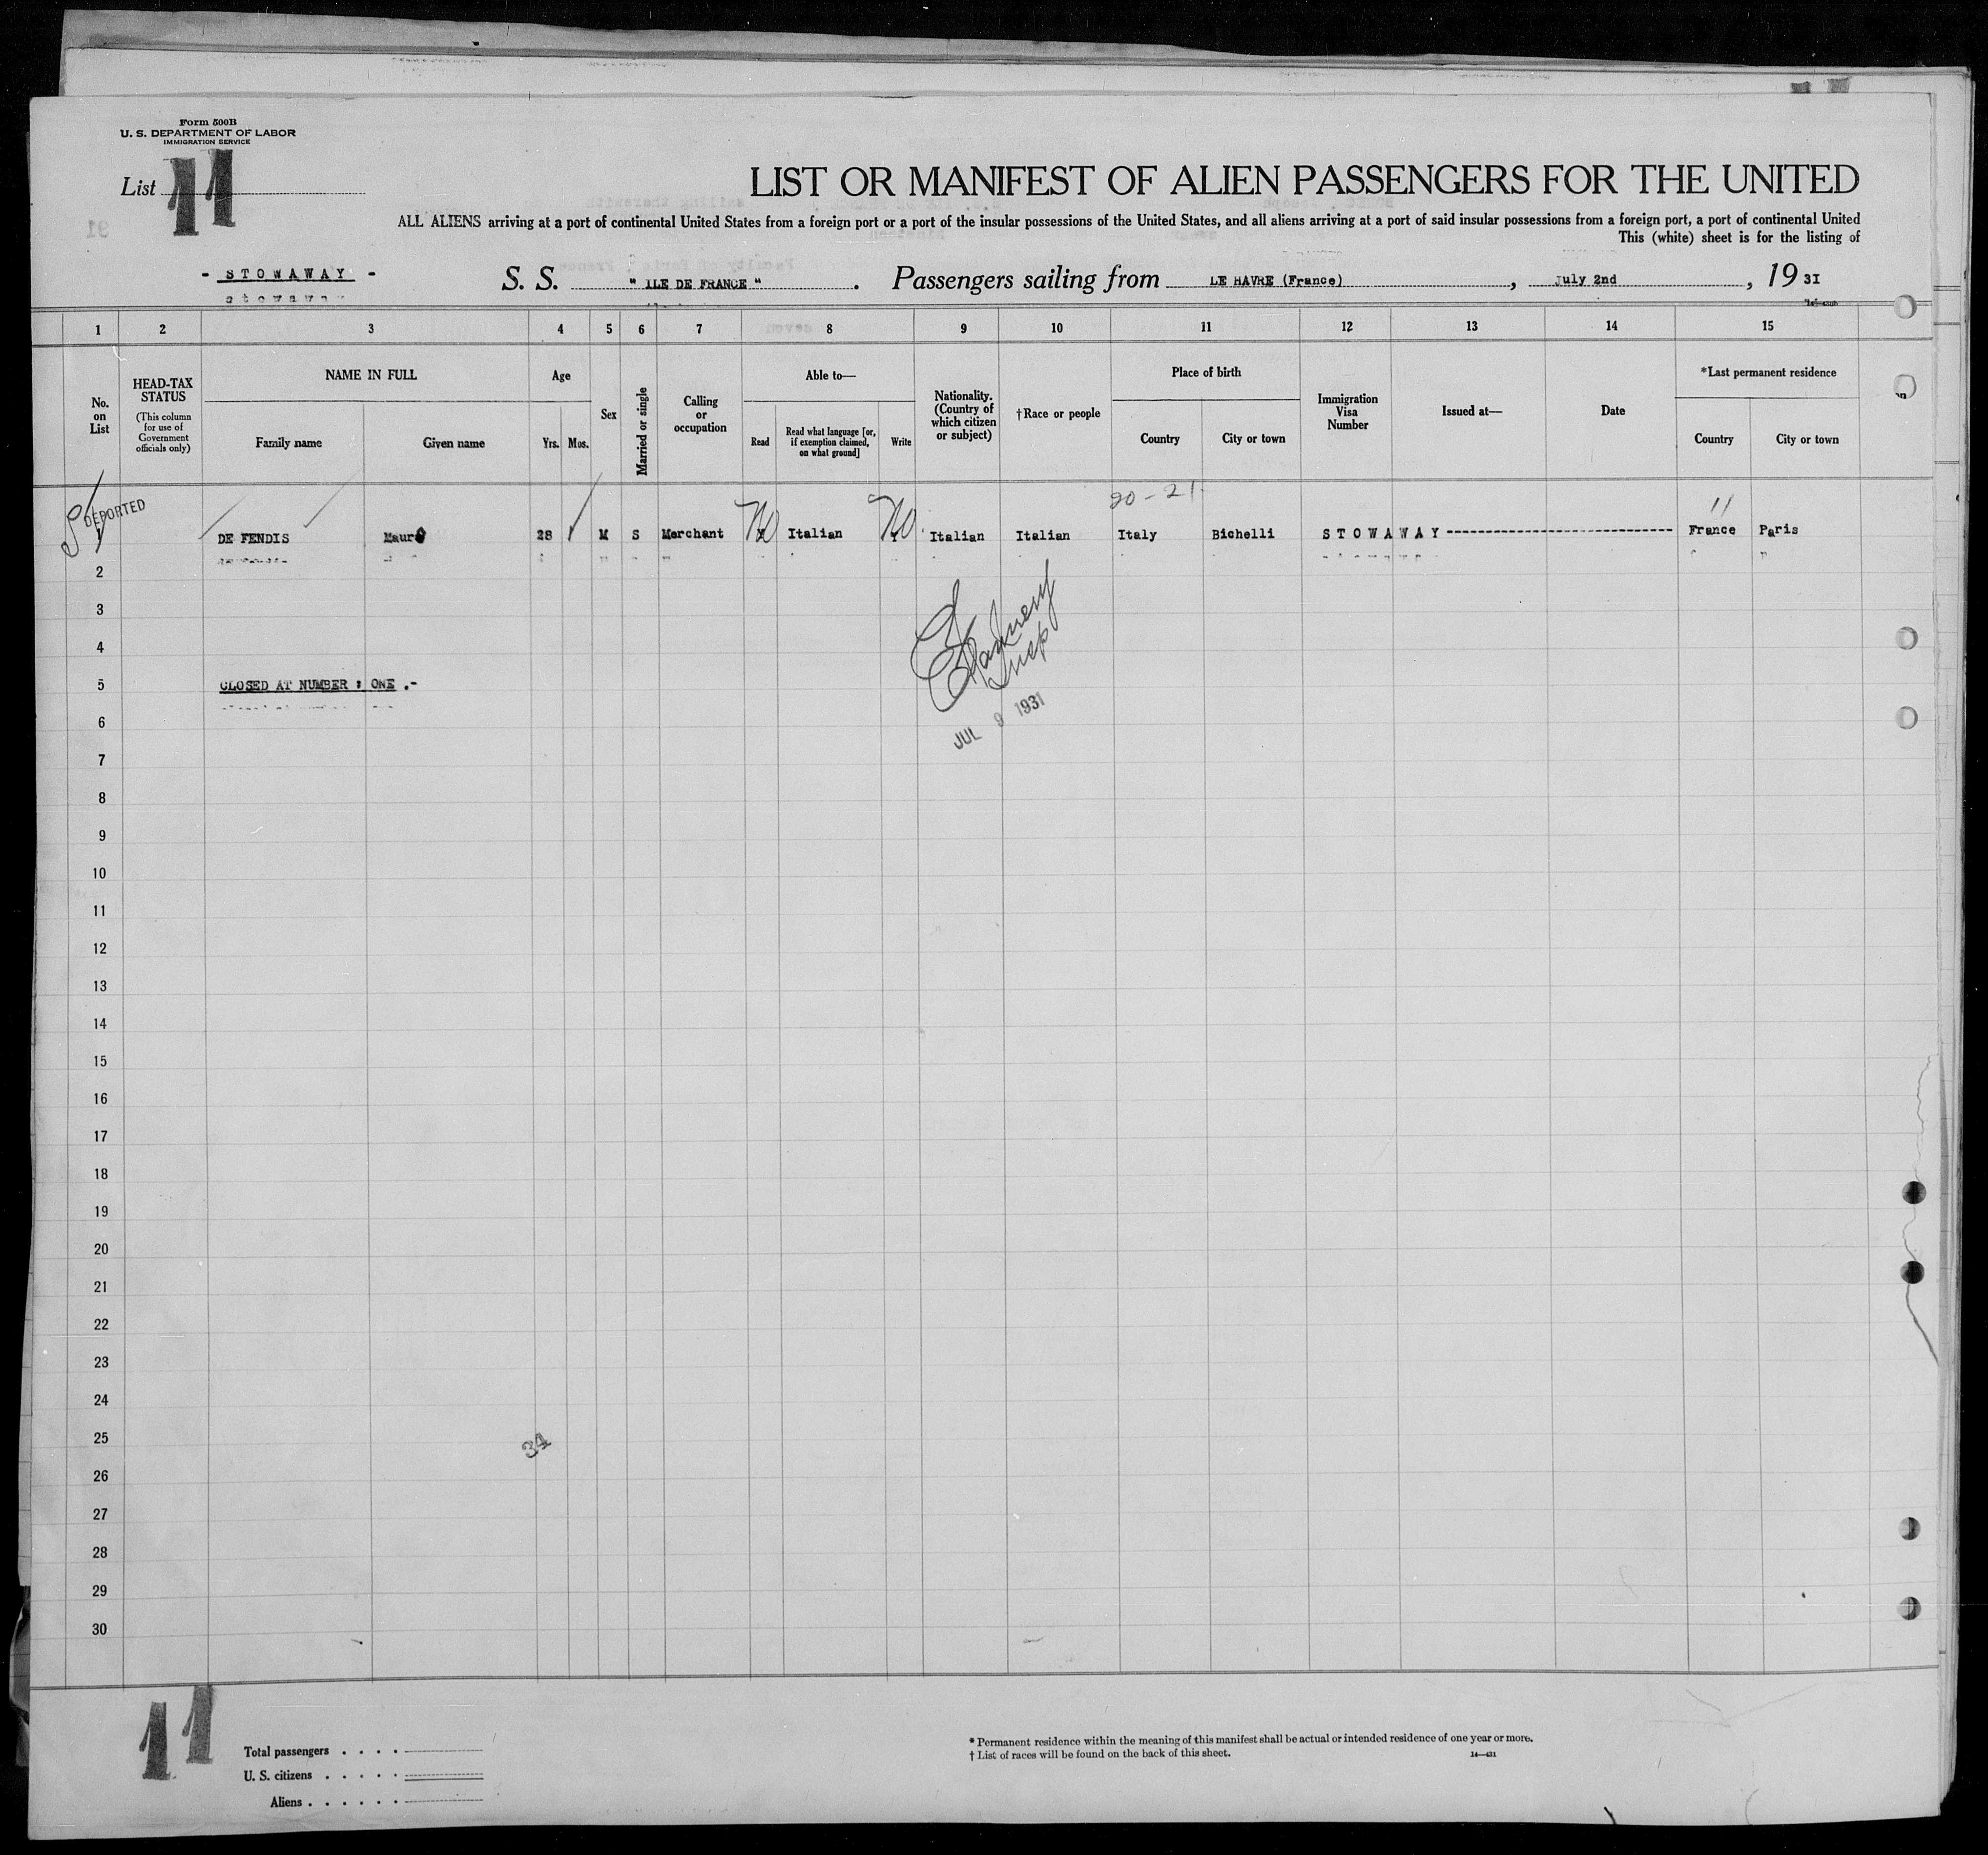 Form 500B
U. S. DEPARTMENT OF LABOR
IMMIGRATION SERVICE
List 11
LIST OR MANIFEST OF ALIEN PASSENGERS FOR THE UNITED
ALL ALIENS arriving at a port of continental United States from a foreign port or a port of the insular possessions of the United States, and all aliens arriving at a port of said insular possessions from a foreign port, a port of continental United
This (white) sheet is for the listing of
- STOWAWAY - S. S. " ILE DE FRANCE " . Passengers sailing from LE HAVRE (France) , July 2nd , 19 31
1 2 3 4 5 6 7 8 9 10 11 12 13 14 15
No. on List
HEAD-TAX STATUS
(This column for use of Government officials only)
NAME IN FULL
Family name Given name
Age
Yrs. Mos.
Sex
Married or single
Calling or occupation
Able to—
Read
Read what language [or, if exemption claimed, on what ground]
Write
Nationality. (Country of which citizen or subject)
†Race or people
Place of birth
Country City or town
Immigration Visa Number
Issued at—
Date
*Last permanent residence
Country City or town
20-21 11
DEPORTED
1 DE FENDIS Mauro 28 M S Merchant No Italian No Italian Italian Italy Bichelli STOWAWAY------------------------------ France Paris
2
3
4
Insp
5 CLOSED AT NUMBER : ONE .-
JUL 9 1931
6
7
8
9
10
11
12
13
14
15
16
17
18
19
20
21
22
23
24
25
34
26
27
28
29
30
11
Total passengers . . . .
U. S. citizens . . . . .
Aliens . . . . . .
* Permanent residence within the meaning of this manifest shall be actual or intended residence of one year or more.
† List of races will be found on the back of this sheet.
14—421